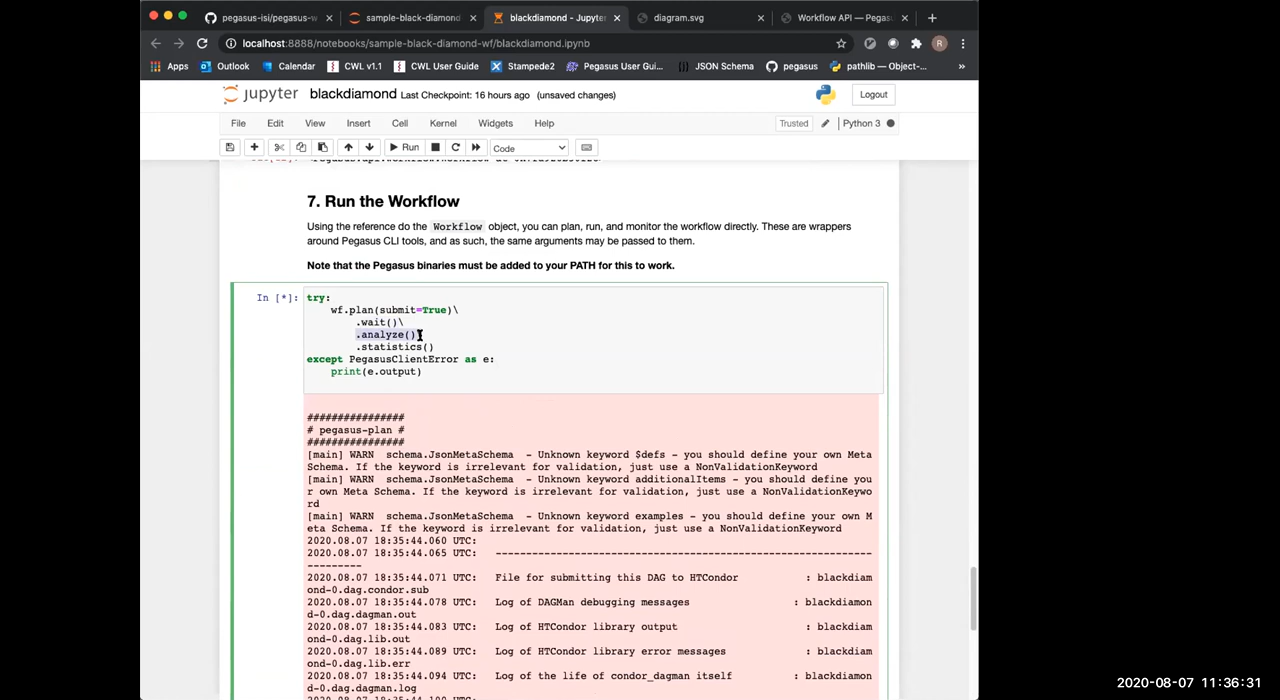 pegasus-isi/pegasus-w
sample-black-diamond
blackdiamond - Jupyter
diagram.svg
Workflow API — Pegas
localhost:8888/notebooks/sample-black-diamond-wf/blackdiamond.ipynb
R
Apps
Outlook
Calendar
CWL v1.1
CWL User Guide
Stampede2
Pegasus User Gui...
JSON Schema
pegasus
pathlib — Object-...
»
jupyter
blackdiamond Last Checkpoint: 16 hours ago (unsaved changes)
Logout
File
Edit
View
Insert
Cell
Kernel
Widgets
Help
Trusted
Python 3
Run
Code
7. Run the Workflow
Using the reference do the Workflow object, you can plan, run, and monitor the workflow directly. These are wrappers
around Pegasus CLI tools, and as such, the same arguments may be passed to them.
Note that the Pegasus binaries must be added to your PATH for this to work.
In [*]:
try:
wf.plan(submit=True)\
.wait()\
.analyze()
.statistics()
except PegasusClientError as e:
print(e.output)
################
# pegasus-plan #
################
[main] WARN  schema.JsonMetaSchema  - Unknown keyword $defs - you should define your own Meta
Schema. If the keyword is irrelevant for validation, just use a NonValidationKeyword
[main] WARN  schema.JsonMetaSchema  - Unknown keyword additionalItems - you should define you
r own Meta Schema. If the keyword is irrelevant for validation, just use a NonValidationKeywo
rd
[main] WARN  schema.JsonMetaSchema  - Unknown keyword examples - you should define your own M
eta Schema. If the keyword is irrelevant for validation, just use a NonValidationKeyword
2020.08.07 18:35:44.060 UTC:
2020.08.07 18:35:44.065 UTC:   ----------------------------------------------------------------
---------
2020.08.07 18:35:44.071 UTC:   File for submitting this DAG to HTCondor           : blackdiam
ond-0.dag.condor.sub
2020.08.07 18:35:44.078 UTC:   Log of DAGMan debugging messages                 : blackdiamon
d-0.dag.dagman.out
2020.08.07 18:35:44.083 UTC:   Log of HTCondor library output                     : blackdiam
ond-0.dag.lib.out
2020.08.07 18:35:44.089 UTC:   Log of HTCondor library error messages             : blackdiam
ond-0.dag.lib.err
2020.08.07 18:35:44.094 UTC:   Log of the life of condor_dagman itself          : blackdiamon
d-0.dag.dagman.log
2020-08-07 11:36:31